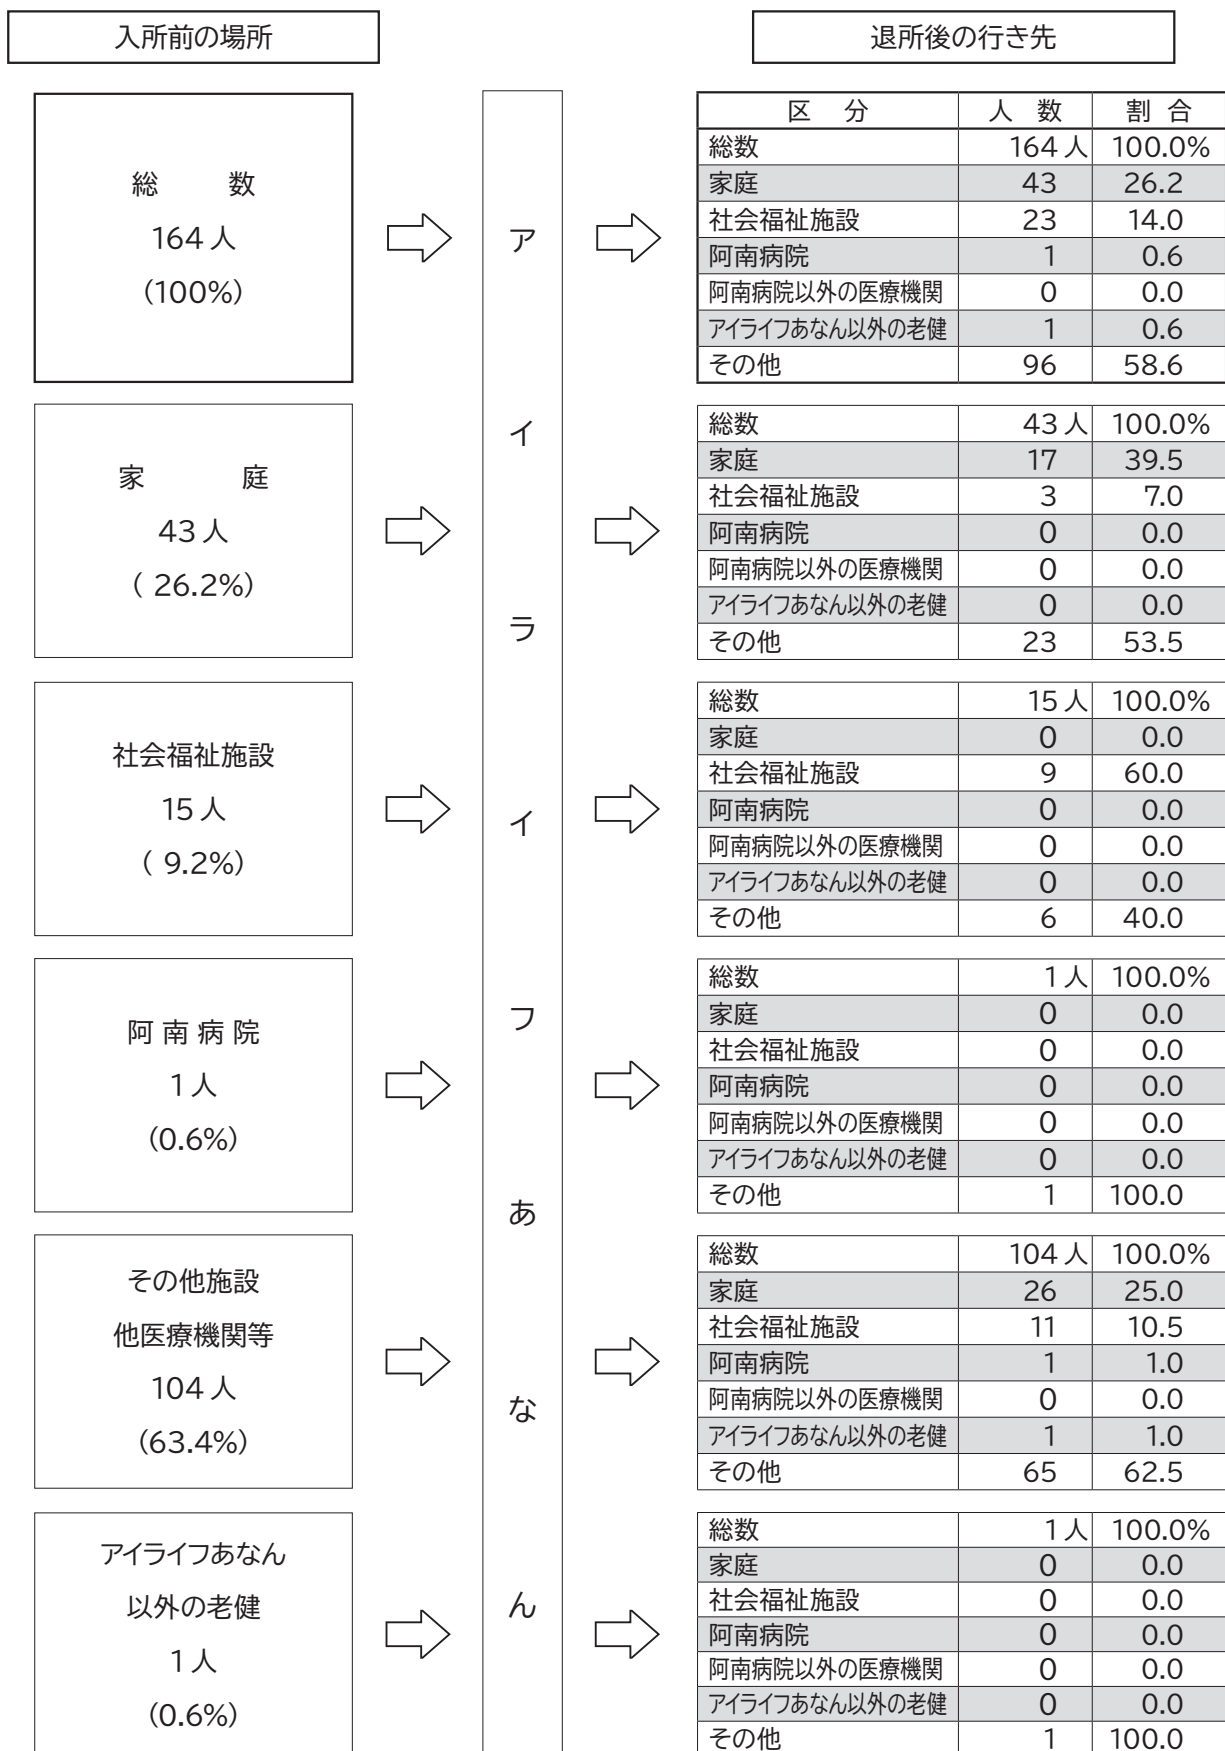 入所前の場所
退所後の行き先
総 数
164人
(100%)
区 分 人 数 割 合
総数 164人 100.0%
家庭 43 26.2
社会福祉施設 23 14.0
阿南病院 1 0.6
阿南病院以外の医療機関 0 0.0
アイライフあなん以外の老健 1 0.6
その他 96 58.6
家 庭
43人
( 26.2%)
総数 43人 100.0%
家庭 17 39.5
社会福祉施設 3 7.0
阿南病院 0 0.0
阿南病院以外の医療機関 0 0.0
アイライフあなん以外の老健 0 0.0
その他 23 53.5
社会福祉施設
15人
( 9.2%)
総数 15人 100.0%
家庭 0 0.0
社会福祉施設 9 60.0
阿南病院 0 0.0
阿南病院以外の医療機関 0 0.0
アイライフあなん以外の老健 0 0.0
その他 6 40.0
阿 南 病 院
1人
(0.6%)
総数 1人 100.0%
家庭 0 0.0
社会福祉施設 0 0.0
阿南病院 0 0.0
阿南病院以外の医療機関 0 0.0
アイライフあなん以外の老健 0 0.0
その他 1 100.0
その他施設
他医療機関等
104人
(63.4%)
総数 104人 100.0%
家庭 26 25.0
社会福祉施設 11 10.5
阿南病院 1 1.0
阿南病院以外の医療機関 0 0.0
アイライフあなん以外の老健 1 1.0
その他 65 62.5
アイライフあなん
以外の老健
1人
(0.6%)
総数 1人 100.0%
家庭 0 0.0
社会福祉施設 0 0.0
阿南病院 0 0.0
阿南病院以外の医療機関 0 0.0
アイライフあなん以外の老健 0 0.0
その他 1 100.0
アイライフあなん